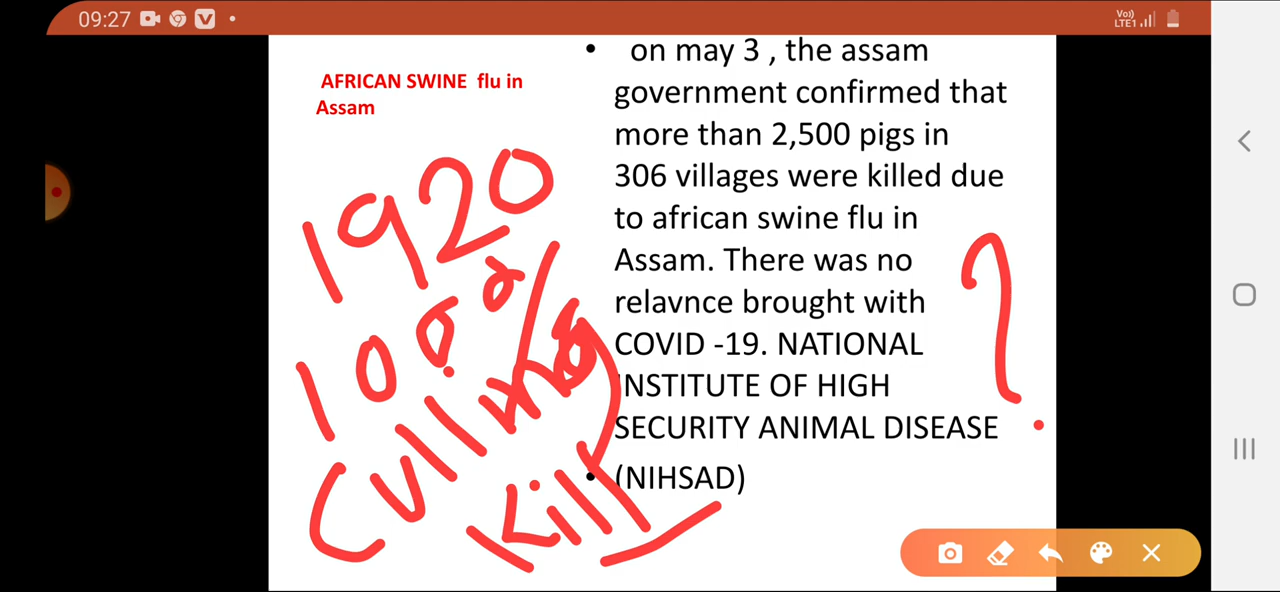 09:27
Vo))
LTE1
AFRICAN SWINE flu in
Assam
1920
100%
Culling
Kill
• on may 3 , the assam
government confirmed that
more than 2,500 pigs in
306 villages were killed due
to african swine flu in
Assam. There was no
relavnce brought with
COVID -19. NATIONAL
INSTITUTE OF HIGH
SECURITY ANIMAL DISEASE
• (NIHSAD)
?